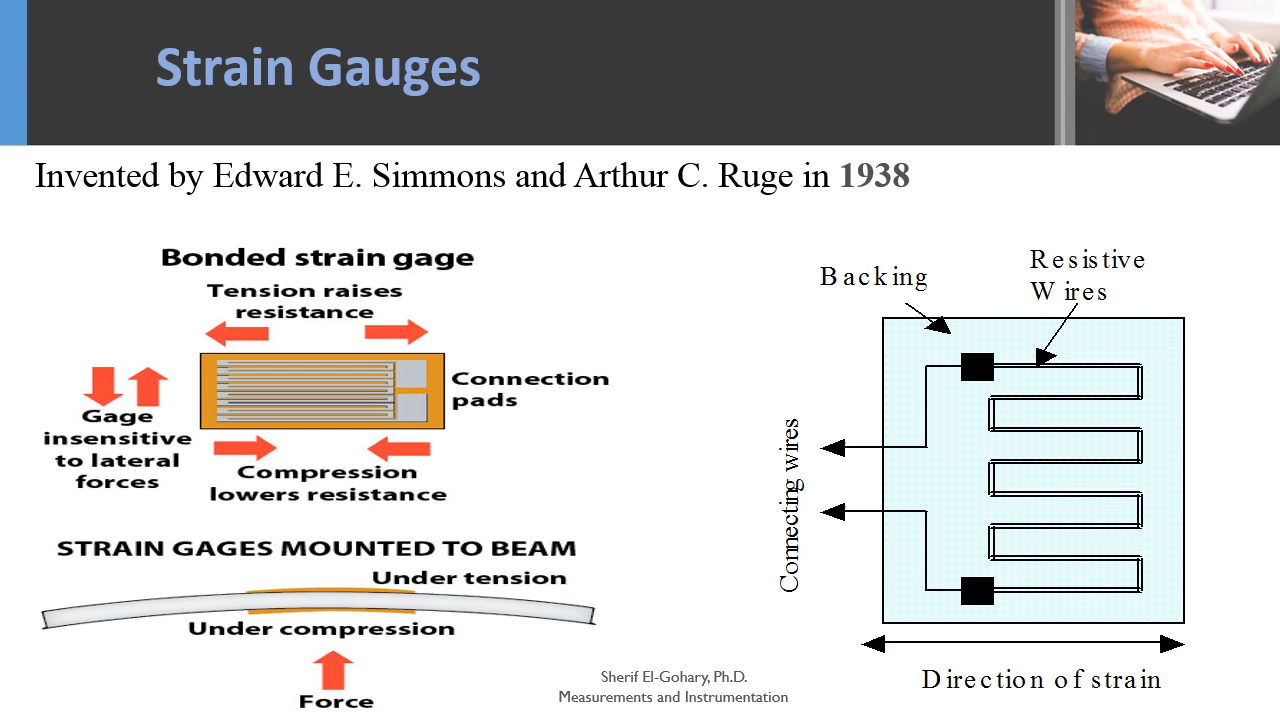 Strain Gauges
Invented by Edward E. Simmons and Arthur C. Ruge in 1938
Bonded strain gage
Tension raises
resistance
Connection
pads
Gage
insensitive
to lateral
forces
Compression
lowers resistance
STRAIN GAGES MOUNTED TO BEAM
Under tension
Under compression
Force
Backing
Resistive
Wires
Connecting wires
Direction of strain
Sherif El-Gohary, Ph.D.
Measurements and Instrumentation